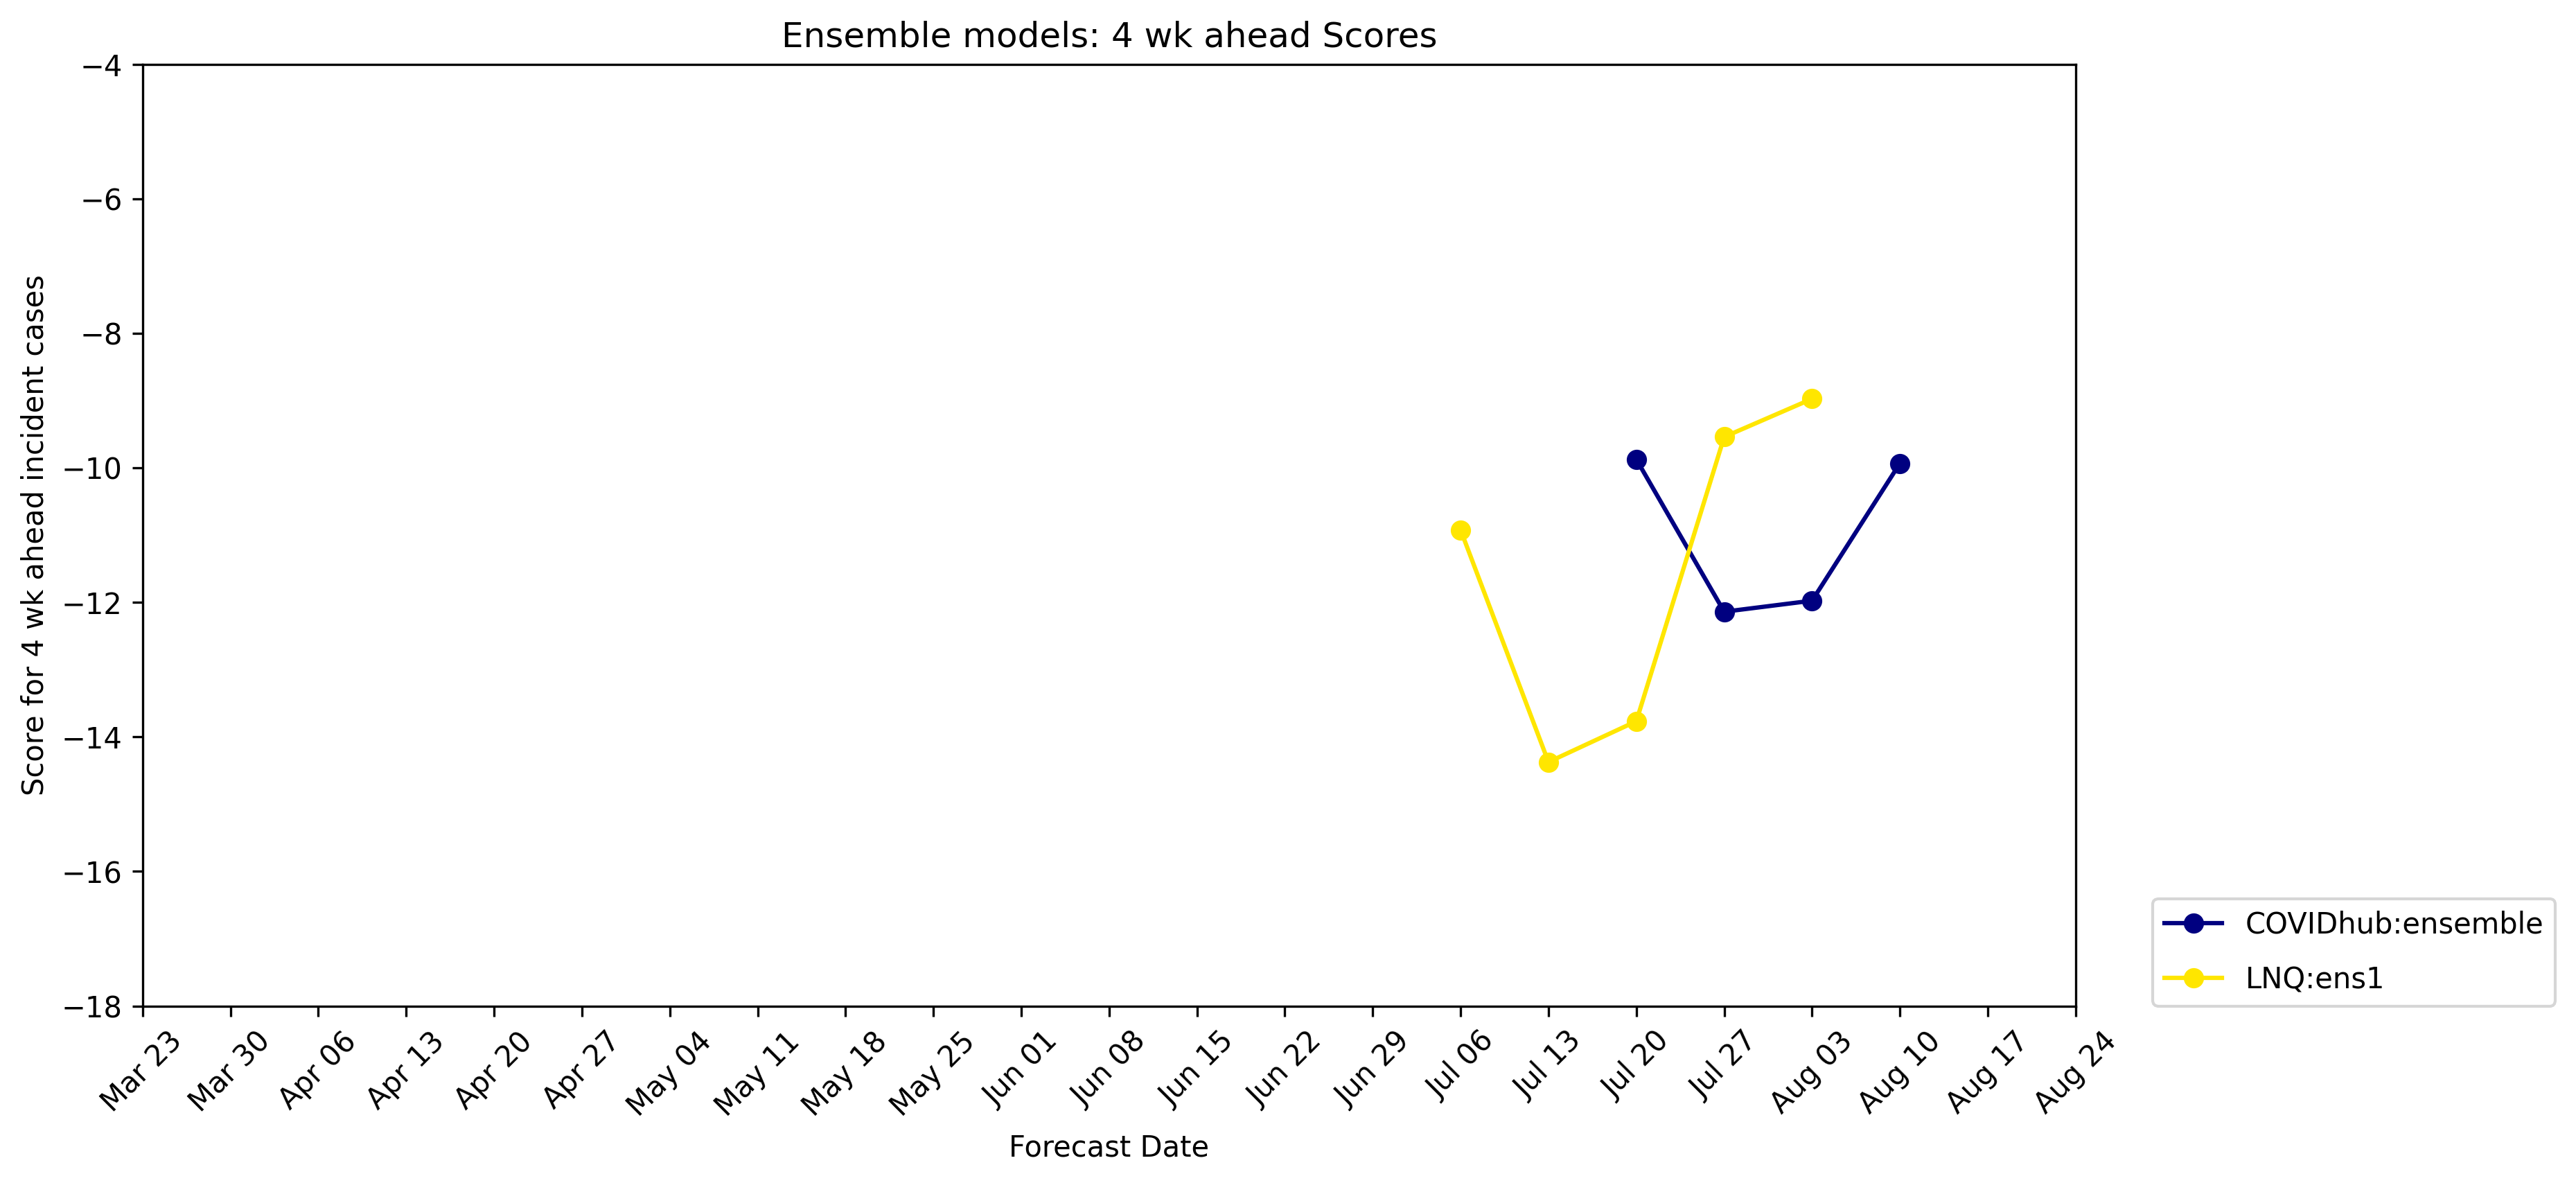 Ensemble models: 4 wk ahead Scores
Score for 4 wk ahead incident cases
−4
−6
−8
−10
−12
−14
−16
−18
Mar 23
Mar 30
Apr 06
Apr 13
Apr 20
Apr 27
May 04
May 11
May 18
May 25
Jun 01
Jun 08
Jun 15
Jun 22
Jun 29
Jul 06
Jul 13
Jul 20
Jul 27
Aug 03
Aug 10
Aug 17
Aug 24
Forecast Date
COVIDhub:ensemble
LNQ:ens1